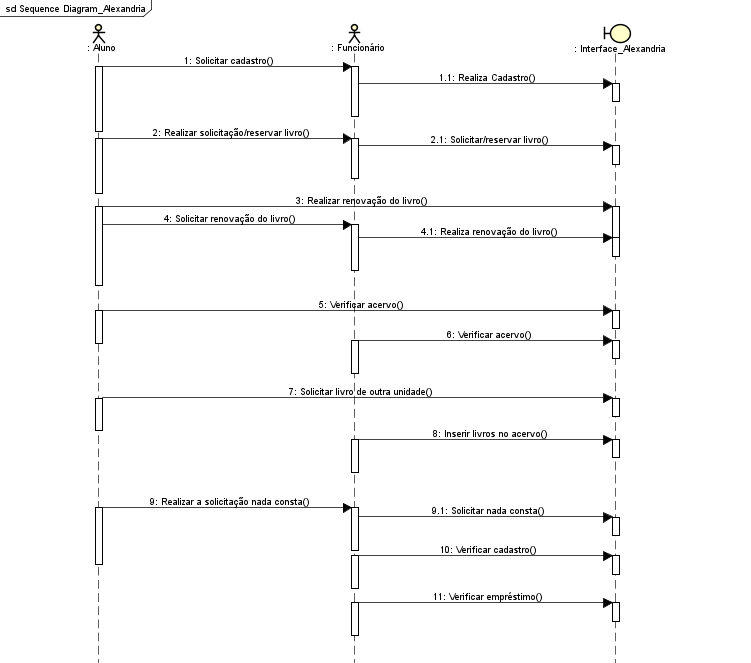 sd Sequence Diagram_Alexandria
: Aluno
: Funcionário
: Interface_Alexandria
1: Solicitar cadastro()
1.1: Realiza Cadastro()
2: Realizar solicitação/reservar livro()
2.1: Solicitar/reservar livro()
3: Realizar renovação do livro()
4: Solicitar renovação do livro()
4.1: Realiza renovação do livro()
5: Verificar acervo()
6: Verificar acervo()
7: Solicitar livro de outra unidade()
8: Inserir livros no acervo()
9: Realizar a solicitação nada consta()
9.1: Solicitar nada consta()
10: Verificar cadastro()
11: Verificar empréstimo()